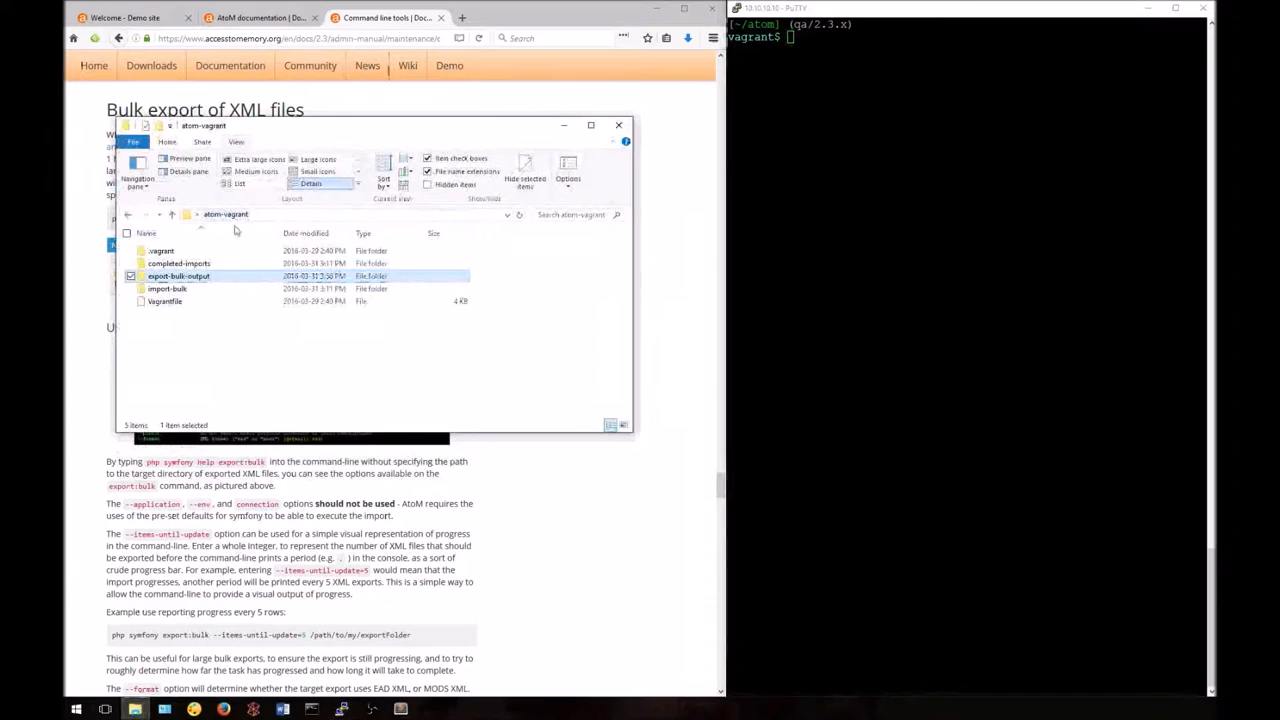 Welcome - Demo site
AtoM documentation | Do...
Command line tools | Doc...
10.10.10.10 - PuTTY
https://www.accesstomemory.org/en/docs/2.3/admin-manual/maintenance/c
Search
[~/atom] (qa/2.3.x)
vagrant$
Home Downloads Documentation Community News Wiki Demo
Bulk export of XML files
atom-vagrant
File Home Share View
Navigation pane
Preview pane
Details pane
Panes
Extra large icons Large icons
Medium icons Small icons
List Details
Layout
Sort by
Current view
Item check boxes
File name extensions
Hidden items
Hide selected items
Show/hide
Options
atom-vagrant
Search atom-vagrant
Name Date modified Type Size
.vagrant 2016-03-29 2:40 PM File folder
completed-imports 2016-03-31 3:11 PM File folder
export-bulk-output 2016-03-31 3:56 PM File folder
import-bulk 2016-03-31 3:11 PM File folder
Vagrantfile 2016-03-29 2:40 PM File 4 KB
5 items 1 item selected
By typing php symfony help export:bulk into the command-line without specifying the path
to the target directory of exported XML files, you can see the options available on the
export:bulk command, as pictured above.
The --application, --env, and connection options should not be used - AtoM requires the
uses of the pre-set defaults for symfony to be able to execute the import.
The --items-until-update option can be used for a simple visual representation of progress
in the command-line. Enter a whole integer, to represent the number of XML files that should
be exported before the command-line prints a period (e.g. . ) in the console, as a sort of
crude progress bar. For example, entering --items-until-update=5 would mean that the
import progresses, another period will be printed every 5 XML exports. This is a simple way to
allow the command-line to provide a visual output of progress.
Example use reporting progress every 5 rows:
php symfony export:bulk --items-until-update=5 /path/to/my/exportFolder
This can be useful for large bulk exports, to ensure the export is still progressing, and to try to
roughly determine how far the task has progressed and how long it will take to complete.
The --format option will determine whether the target export uses EAD XML, or MODS XML.